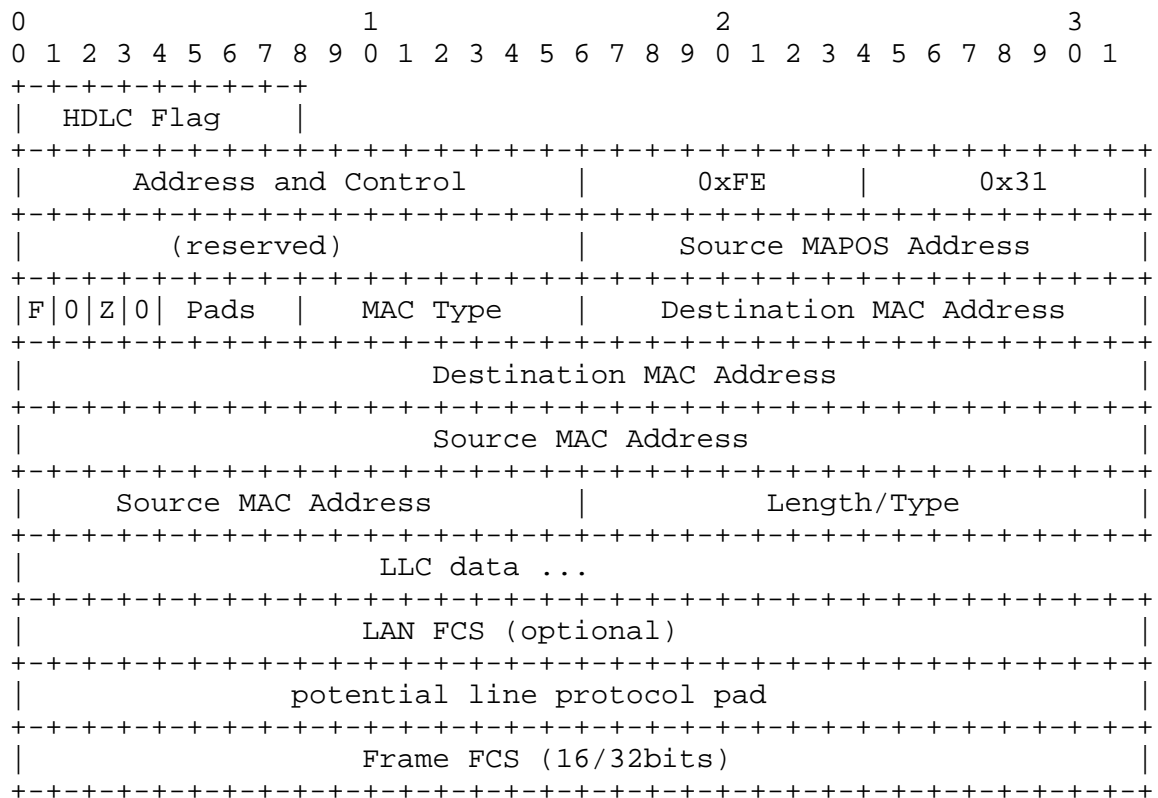 0                   1                   2                   3
0 1 2 3 4 5 6 7 8 9 0 1 2 3 4 5 6 7 8 9 0 1 2 3 4 5 6 7 8 9 0 1
+-+-+-+-+-+-+-+-+
|  HDLC Flag    |
+-+-+-+-+-+-+-+-+-+-+-+-+-+-+-+-+-+-+-+-+-+-+-+-+-+-+-+-+-+-+-+-+
|      Address and Control      |      0xFE     |      0x31     |
+-+-+-+-+-+-+-+-+-+-+-+-+-+-+-+-+-+-+-+-+-+-+-+-+-+-+-+-+-+-+-+-+
|        (reserved)             |     Source MAPOS Address      |
+-+-+-+-+-+-+-+-+-+-+-+-+-+-+-+-+-+-+-+-+-+-+-+-+-+-+-+-+-+-+-+-+
|F|0|Z|0| Pads  |   MAC Type    |    Destination MAC Address    |
+-+-+-+-+-+-+-+-+-+-+-+-+-+-+-+-+-+-+-+-+-+-+-+-+-+-+-+-+-+-+-+-+
|                       Destination MAC Address                 |
+-+-+-+-+-+-+-+-+-+-+-+-+-+-+-+-+-+-+-+-+-+-+-+-+-+-+-+-+-+-+-+-+
|                       Source MAC Address                      |
+-+-+-+-+-+-+-+-+-+-+-+-+-+-+-+-+-+-+-+-+-+-+-+-+-+-+-+-+-+-+-+-+
|     Source MAC Address        |          Length/Type          |
+-+-+-+-+-+-+-+-+-+-+-+-+-+-+-+-+-+-+-+-+-+-+-+-+-+-+-+-+-+-+-+-+
|                    LLC data ...
+-+-+-+-+-+-+-+-+-+-+-+-+-+-+-+-+-+-+-+-+-+-+-+-+-+-+-+-+-+-+-+-+
|                   LAN FCS (optional)                          |
+-+-+-+-+-+-+-+-+-+-+-+-+-+-+-+-+-+-+-+-+-+-+-+-+-+-+-+-+-+-+-+-+
|               potential line protocol pad                     |
+-+-+-+-+-+-+-+-+-+-+-+-+-+-+-+-+-+-+-+-+-+-+-+-+-+-+-+-+-+-+-+-+
|                   Frame FCS (16/32bits)                       |
+-+-+-+-+-+-+-+-+-+-+-+-+-+-+-+-+-+-+-+-+-+-+-+-+-+-+-+-+-+-+-+-+